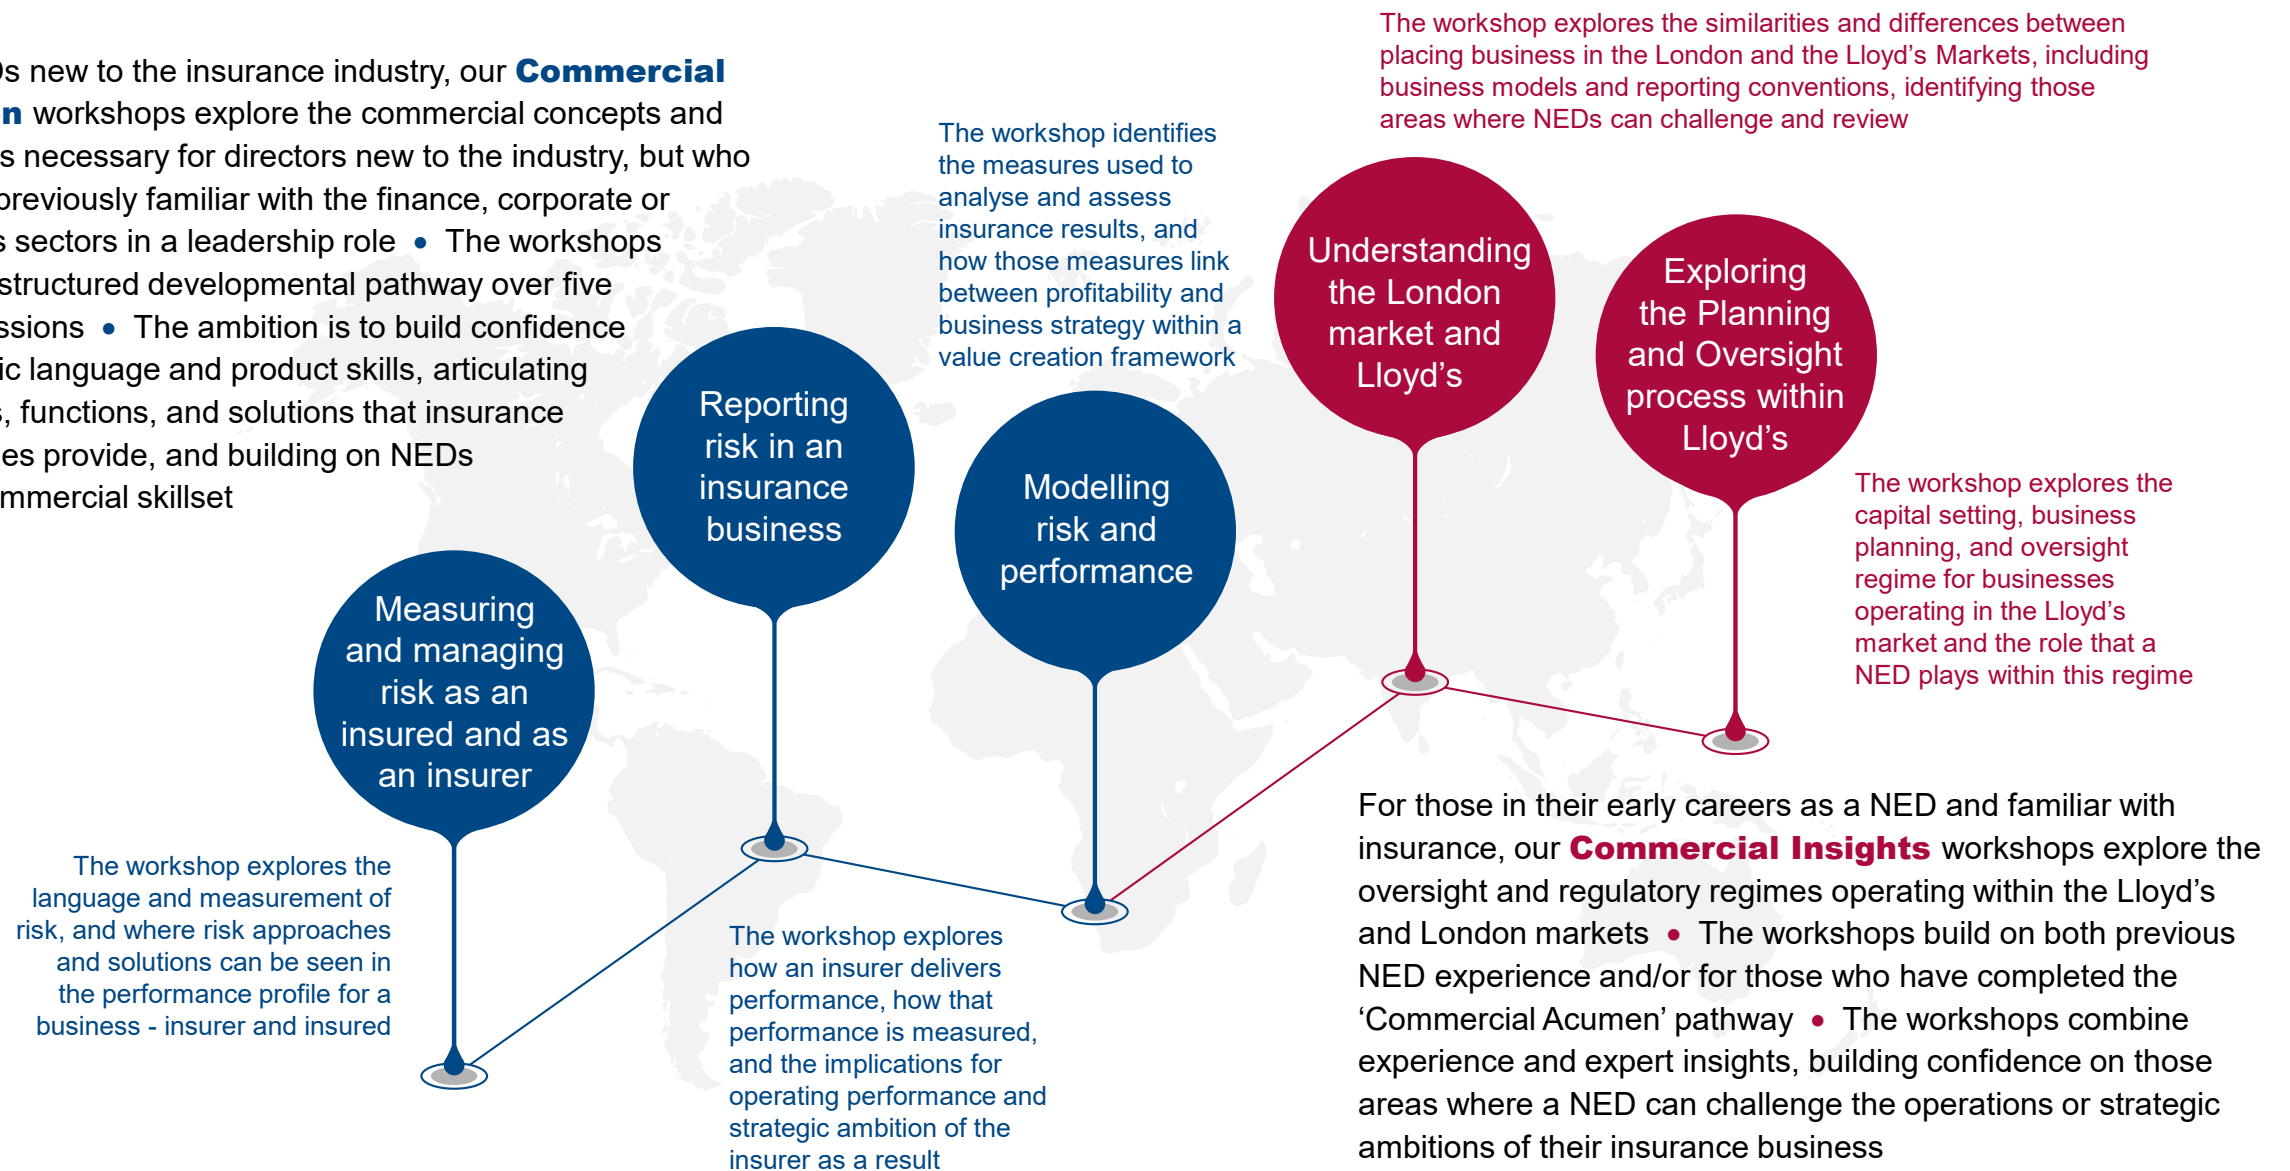 new to the insurance industry, our Commercial
workshops explore the commercial concepts and
necessary for directors new to the industry, but who
previously familiar with the finance, corporate or
sectors in a leadership role • The workshops
structured developmental pathway over five
• The ambition is to build confidence
language and product skills, articulating
functions, and solutions that insurance
provide, and building on NEDs
skillset
Measuring
and managing
risk as an
insured and as
an insurer
The workshop explores the
language and measurement of
risk, and where risk approaches
and solutions can be seen in
the performance profile for a
business - insurer and insured
Reporting
risk in an
insurance
business
The workshop explores
how an insurer delivers
performance, how that
performance is measured,
and the implications for
operating performance and
strategic ambition of the
insurer as a result
The workshop identifies
the measures used to
analyse and assess
insurance results, and
how those measures link
between profitability and
business strategy within a
value creation framework
Modelling
risk and
performance
The workshop explores the similarities and differences between
placing business in the London and the Lloyd's Markets, including
business models and reporting conventions, identifying those
areas where NEDs can challenge and review
Understanding
the London
market and
Lloyd's
Exploring
the Planning
and Oversight
process within
Lloyd's
The workshop explores the
capital setting, business
planning, and oversight
regime for businesses
operating in the Lloyd's
market and the role that a
NED plays within this regime
For those in their early careers as a NED and familiar with
insurance, our Commercial Insights workshops explore the
oversight and regulatory regimes operating within the Lloyd's
and London markets • The workshops build on both previous
NED experience and/or for those who have completed the
'Commercial Acumen' pathway • The workshops combine
experience and expert insights, building confidence on those
areas where a NED can challenge the operations or strategic
ambitions of their insurance business